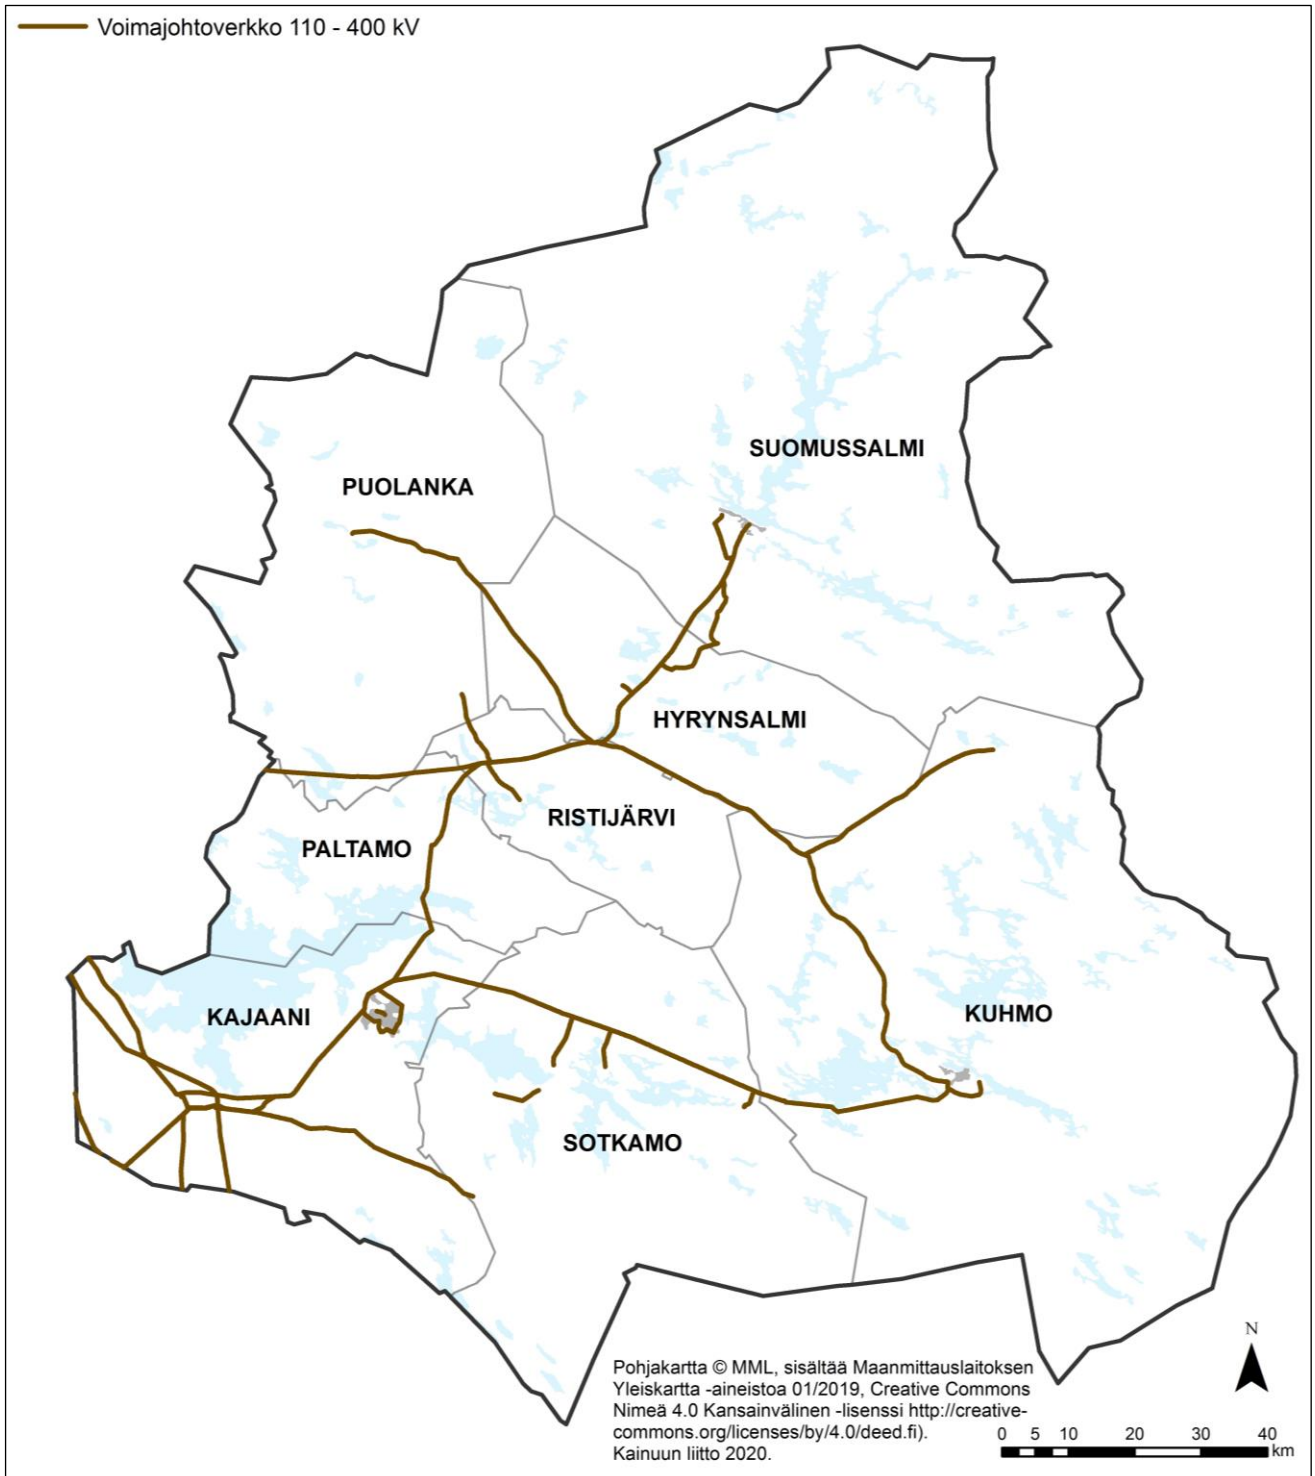 Voimajohtoverkko 110 - 400 kV
SUOMUSSALMI
PUOLANKA
HYRYNSALMI
RISTIJÄRVI
PALTAMO
KAJAANI
KUHMO
SOTKAMO
N
Pohjakartta © MML, sisältää Maanmittauslaitoksen
Yleiskartta -aineistoa 01/2019, Creative Commons
Nimeä 4.0 Kansainvälinen -lisenssi http://creative-
commons.org/licenses/by/4.0/deed.fi).
Kainuun liitto 2020.
0 5 10 20 30 40
km